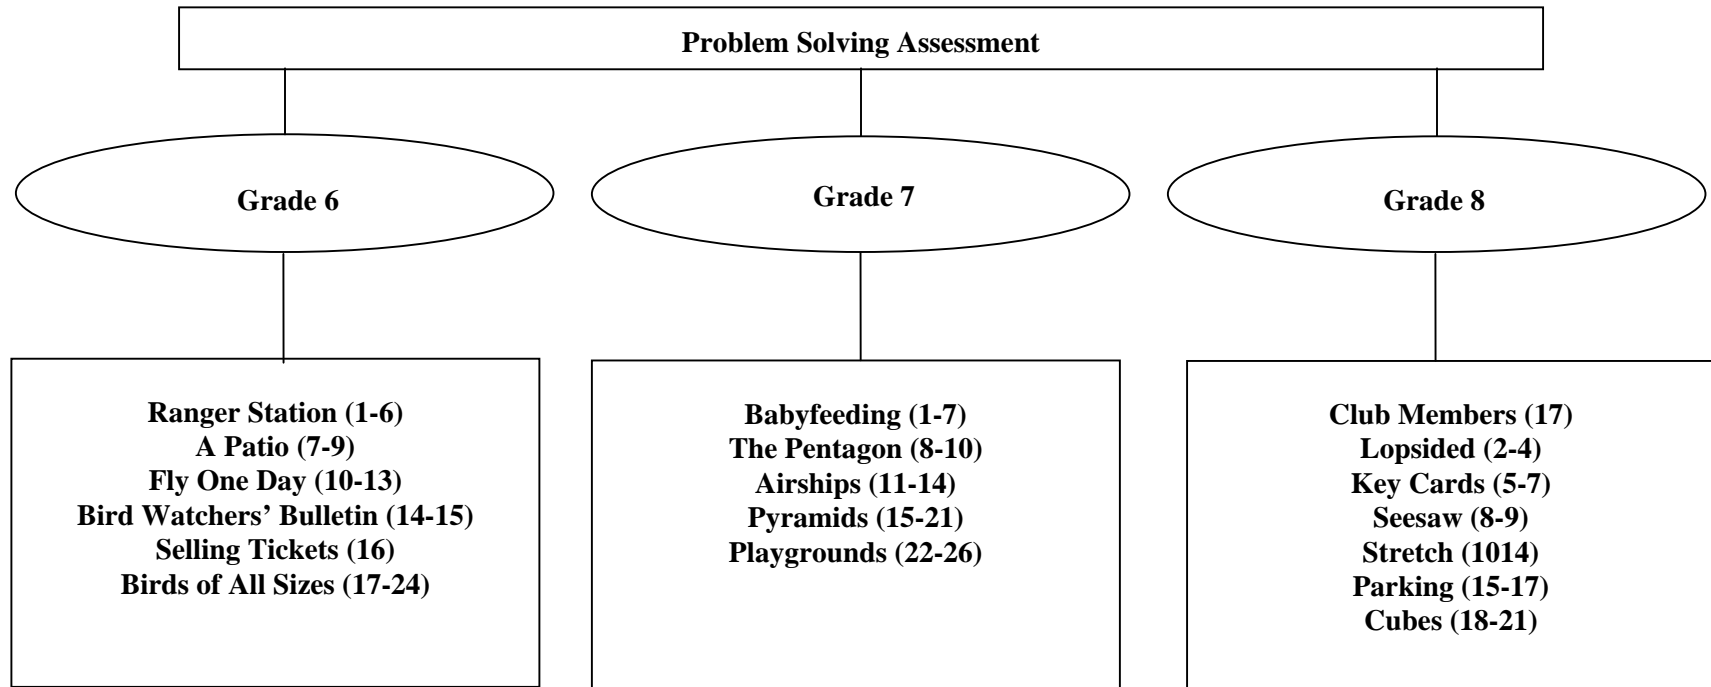 Problem Solving Assessment
Grade 6
Grade 7
Grade 8
Ranger Station (1-6)
A Patio (7-9)
Fly One Day (10-13)
Bird Watchers’ Bulletin (14-15)
Selling Tickets (16)
Birds of All Sizes (17-24)
Babyfeeding (1-7)
The Pentagon (8-10)
Airships (11-14)
Pyramids (15-21)
Playgrounds (22-26)
Club Members (17)
Lopsided (2-4)
Key Cards (5-7)
Seesaw (8-9)
Stretch (1014)
Parking (15-17)
Cubes (18-21)